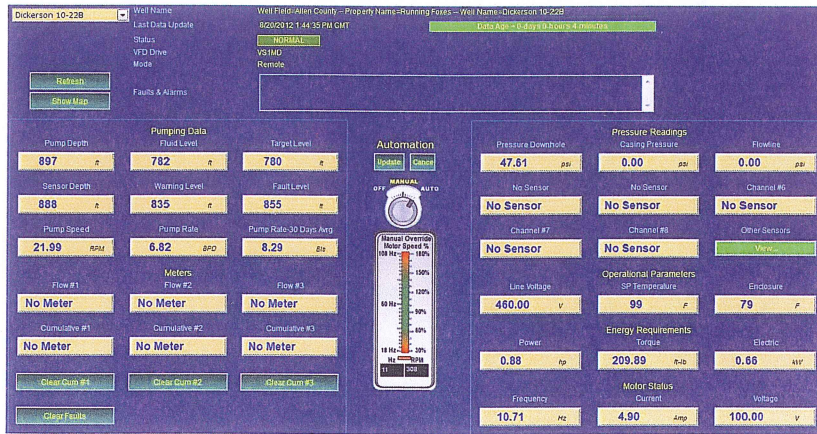 Dickerson 10-22B
Well Name Well Field=Allen County -- Property Name=Running Foxes -- Well Name=Dickerson 10-22B
Last Data Update 8/20/2012 1:44:35 PM GMT Data Age = 0-days 0-hours 4-minutes
Status NORMAL
VFD Drive VS1MD
Mode Remote
Refresh
Show Map
Faults & Alarms
Pumping Data
Pump Depth Fluid Level Target Level
897 ft 782 ft 780 ft
Sensor Depth Warning Level Fault Level
888 ft 835 ft 855 ft
Pump Speed Pump Rate Pump Rate-30 Days Avrg
21.99 RPM 6.82 BPD 8.29 Bls
Meters
Flow #1 Flow #2 Flow #3
No Meter No Meter No Meter
Cumulative #1 Cumulative #2 Cumulative #3
No Meter No Meter No Meter
Clear Cum #1 Clear Cum #2 Clear Cum #3
Clear Faults
Automation
Update Cance
MANUAL
OFF AUTO
Manual Override
Motor Speed %
108 Hz 180%
150%
120%
60 Hz
90%
60%
18 Hz 30%
Hz RPM
11 308
Pressure Readings
Pressure Downhole Casing Pressure Flowline
47.61 psi 0.00 psi 0.00 psi
No Sensor No Sensor Channel #6
No Sensor No Sensor No Sensor
Channel #7 Channel #8 Other Sensors
No Sensor No Sensor View...
Operational Parameters
Line Voltage SP Temperature Enclosure
460.00 V 99 F 79 F
Energy Requirements
Power Torque Electric
0.88 hp 209.89 ft-lb 0.66 kW
Motor Status
Frequency Current Voltage
10.71 Hz 4.90 Amp 100.00 V